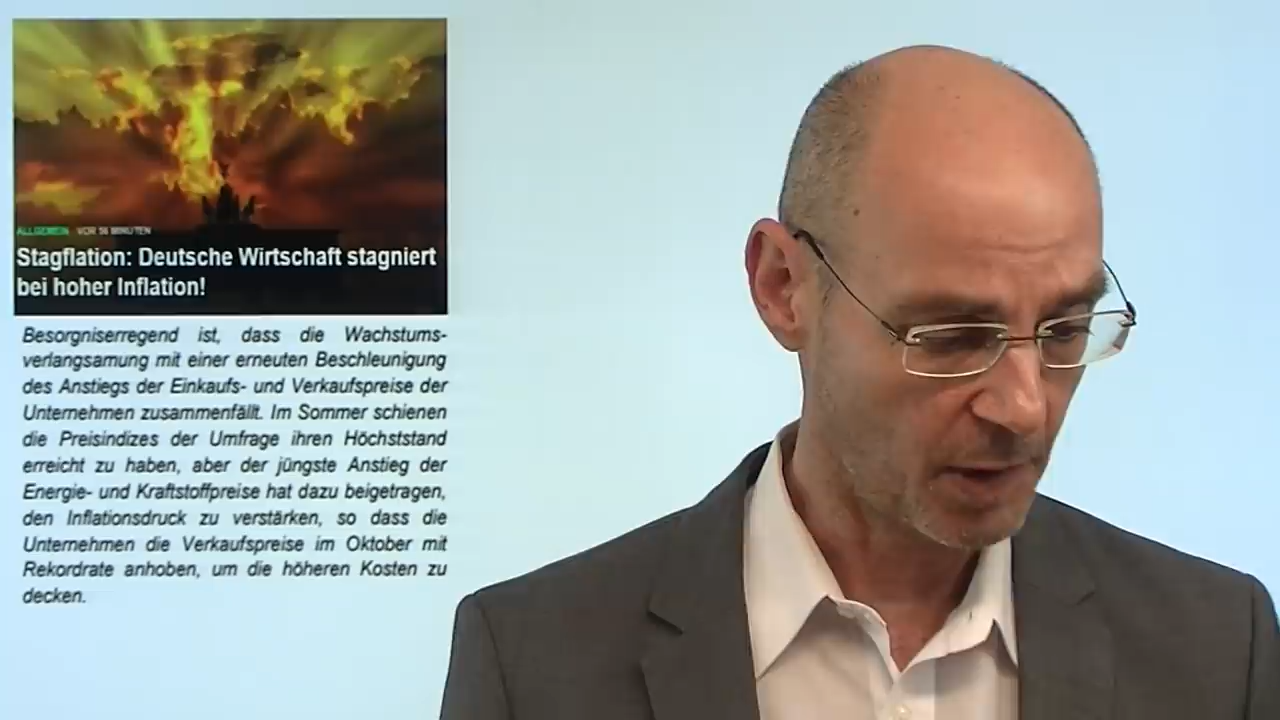 ALLGEMEIN VOR 56 MINUTEN
Stagflation: Deutsche Wirtschaft stagniert
bei hoher Inflation!
Besorgniserregend ist, dass die Wachstums-
verlangsamung mit einer erneuten Beschleunigung
des Anstiegs der Einkaufs- und Verkaufspreise der
Unternehmen zusammenfällt. Im Sommer schienen
die Preisindizes der Umfrage ihren Höchststand
erreicht zu haben, aber der jüngste Anstieg der
Energie- und Kraftstoffpreise hat dazu beigetragen,
den Inflationsdruck zu verstärken, so dass die
Unternehmen die Verkaufspreise im Oktober mit
Rekordrate anhoben, um die höheren Kosten zu
decken.